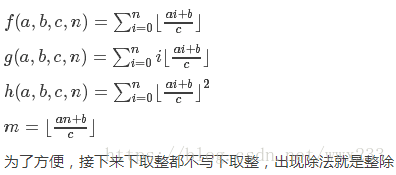 f(a, b, c, n) = ∑_{i=0}^{n} ⌊(ai+b)/c⌋
g(a, b, c, n) = ∑_{i=0}^{n} i⌊(ai+b)/c⌋
h(a, b, c, n) = ∑_{i=0}^{n} ⌊(ai+b)/c⌋²
m = ⌊(an+b)/c⌋
为了方便，接下来下取整都不写下取整，出现除法就是整除